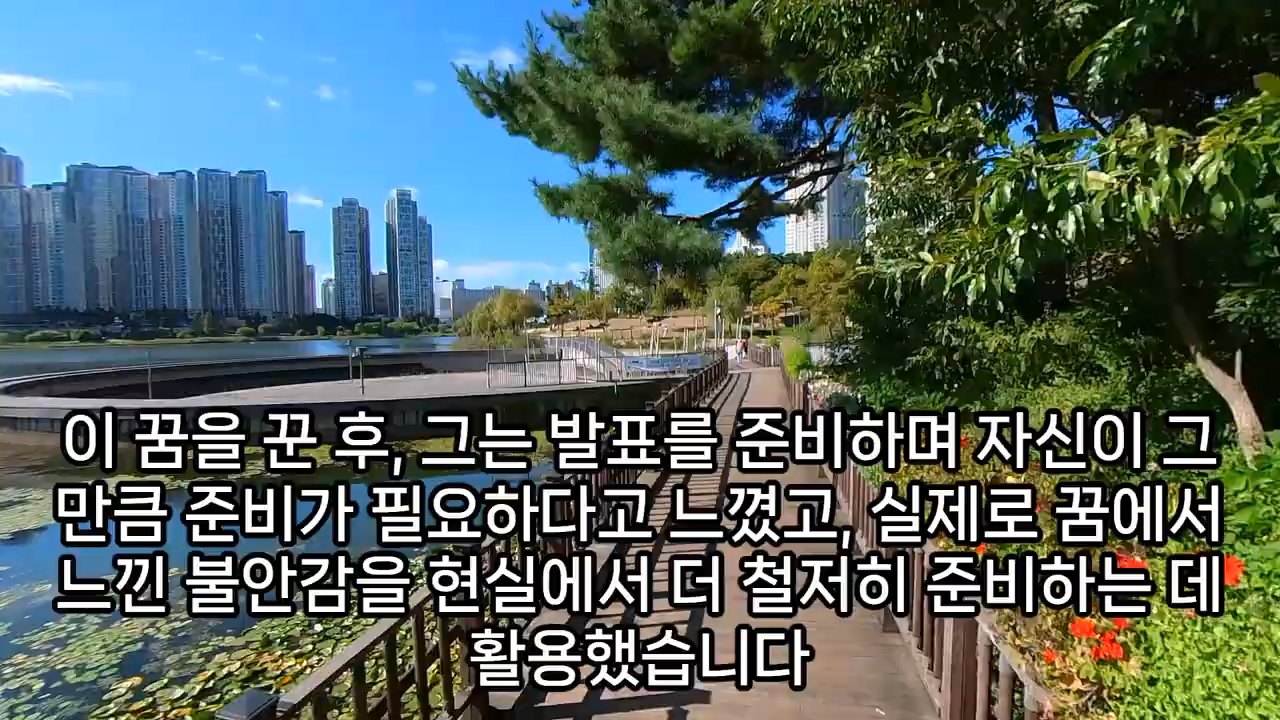 이 꿈을 꾼 후, 그는 발표를 준비하며 자신이 그
만큼 준비가 필요하다고 느꼈고, 실제로 꿈에서
느낀 불안감을 현실에서 더 철저히 준비하는 데
활용했습니다